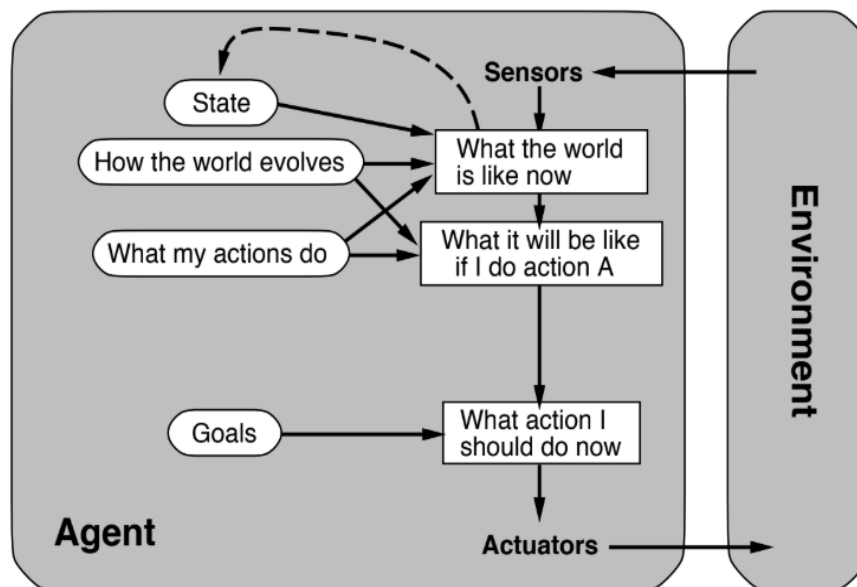 Sensors
State
What the world
is like now
How the world evolves
What it will be like
if I do action A
What my actions do
Environment
What action I
should do now
Goals
Agent
Actuators